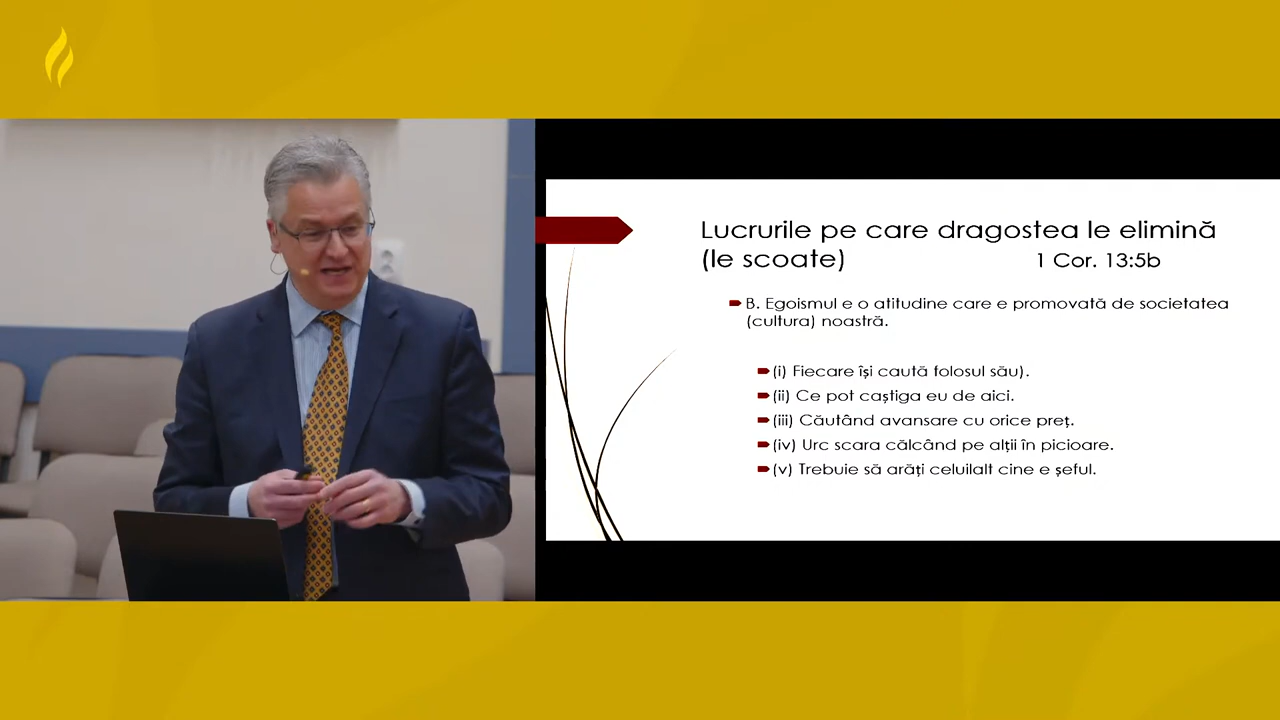 Lucrurile pe care dragostea le elimină
(le scoate) 1 Cor. 13:5b
B. Egoismul e o atitudine care e promovată de societatea
(cultura) noastră.
(i) Fiecare își caută folosul său).
(ii) Ce pot caștiga eu de aici.
(iii) Căutând avansare cu orice preț.
(iv) Urc scara călcând pe alții în picioare.
(v) Trebuie să arăți celuilalt cine e șeful.